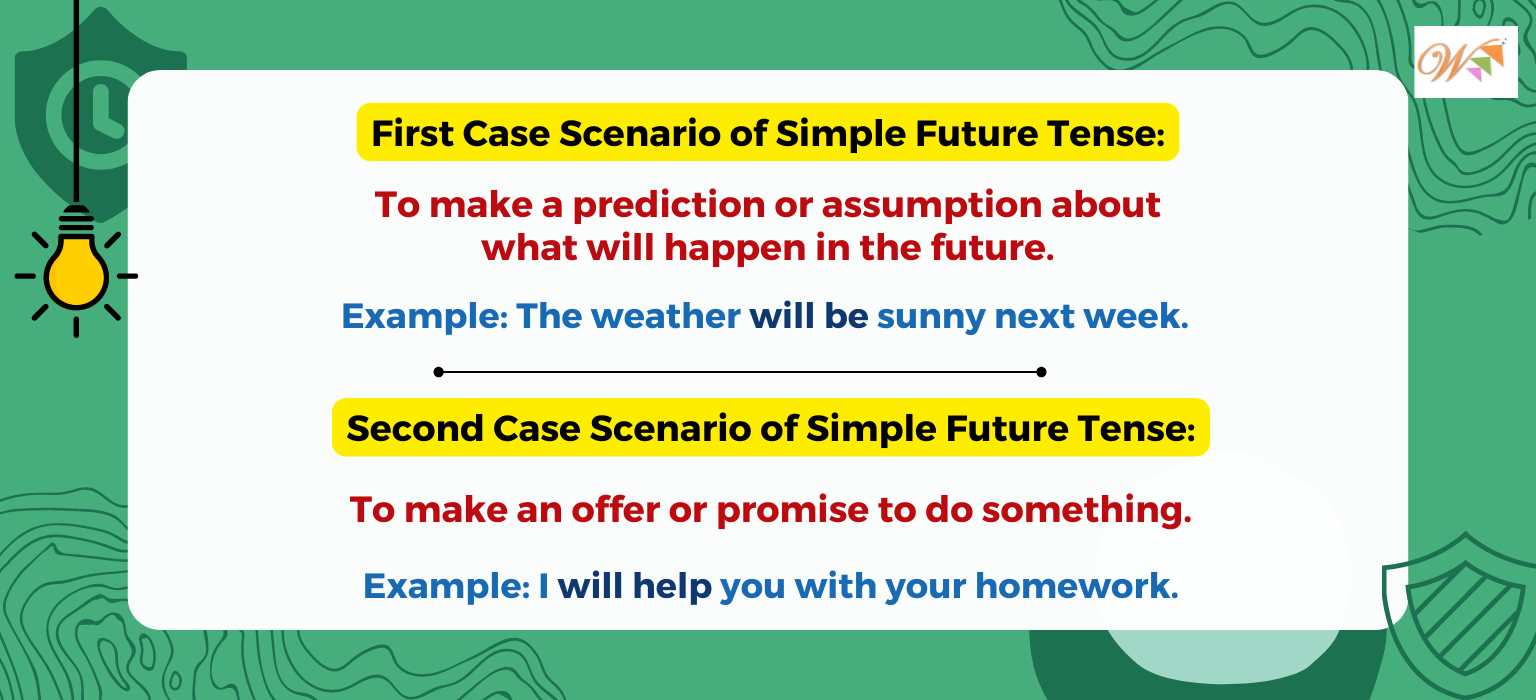 First Case Scenario of Simple Future Tense:
To make a prediction or assumption about
what will happen in the future.
Example: The weather will be sunny next week.
Second Case Scenario of Simple Future Tense:
To make an offer or promise to do something.
Example: I will help you with your homework.